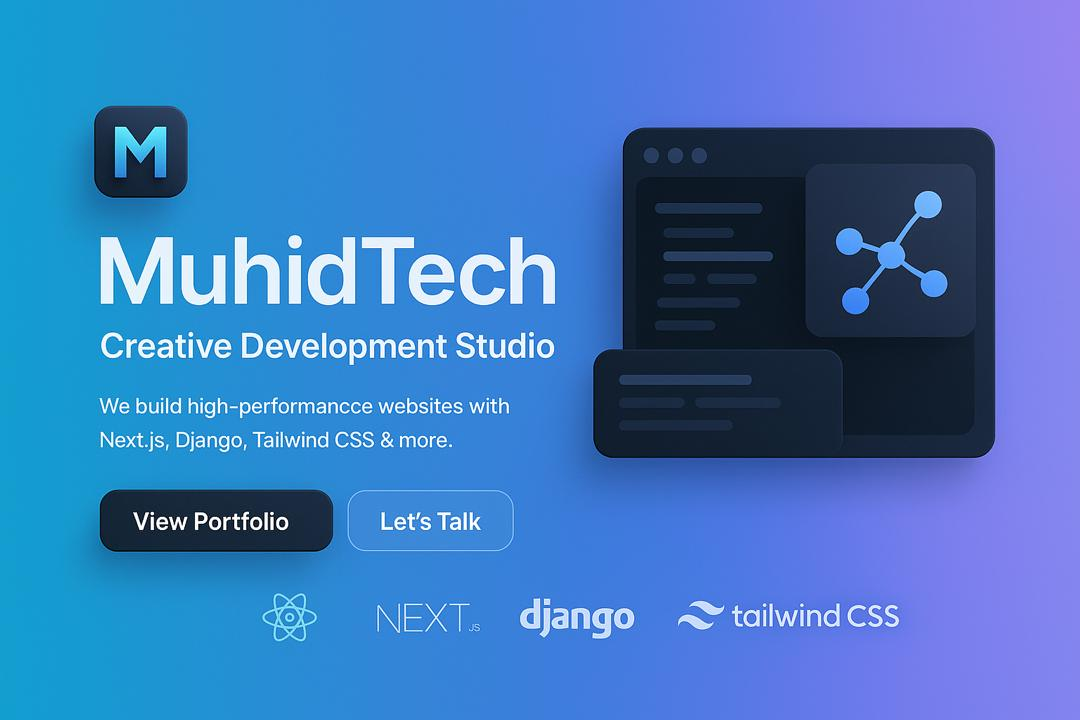 M
MuhidTech
Creative Development Studio
We build high-performancce websites with
Next.js, Django, Tailwind CSS & more.
View Portfolio
Let’s Talk
NEXT.JS
django
tailwind CSS